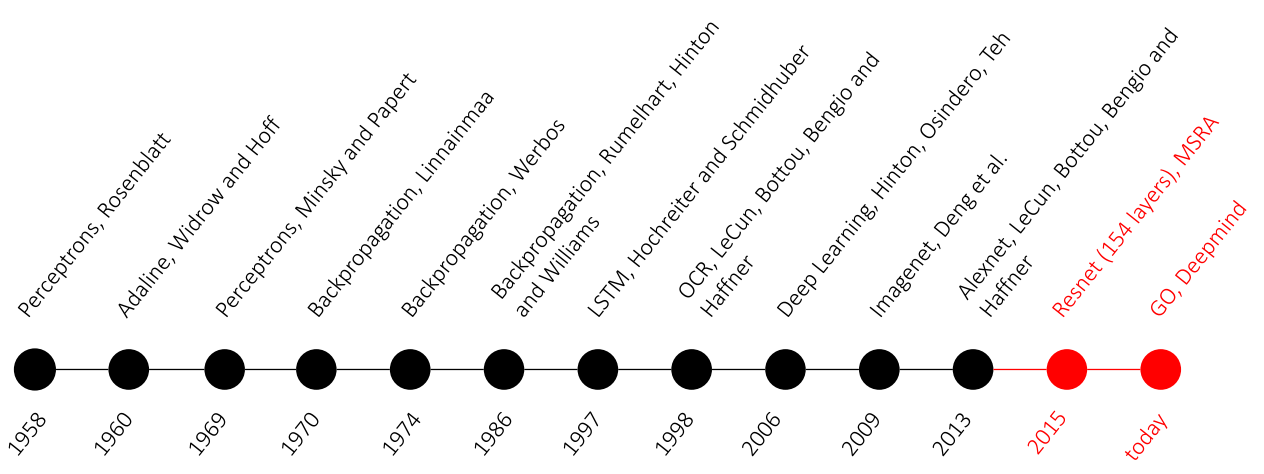 Perceptrons, Rosenblatt
Adaline, Widrow and Hoff
Perceptrons, Minsky and Papert
Backpropagation, Linnainmaa
Backpropagation, Werbos
Backpropagation, Rumelhart, Hinton
and Williams
LSTM, Hochreiter and Schmidhuber
OCR, LeCun, Bottou, Bengio and
Haffner
Deep Learning, Hinton, Osindero, Teh
Imagenet, Deng et al.
Alexnet, LeCun, Bottou, Bengio and
Haffner
Resnet (154 layers), MSRA
GO, Deepmind
1958
1960
1969
1970
1974
1986
1997
1998
2006
2009
2013
2015
today